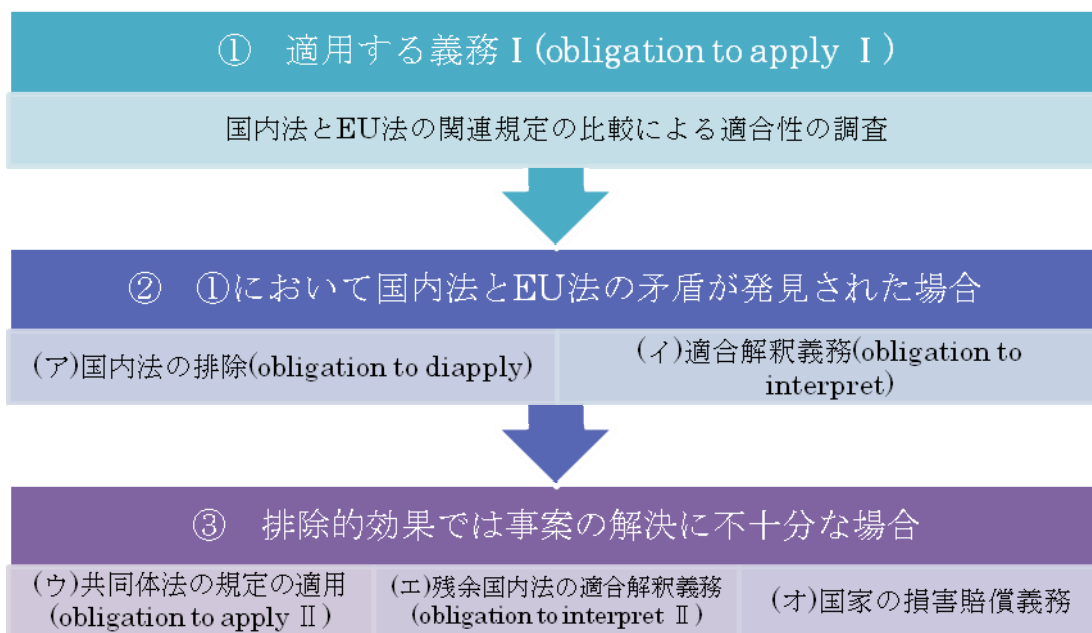 ① 適用する義務Ⅰ(obligation to apply Ⅰ)
国内法とEU法の関連規定の比較による適合性の調査
② ①において国内法とEU法の矛盾が発見された場合
(ア)国内法の排除(obligation to diapply)
(イ)適合解釈義務(obligation to
interpret)
③ 排除的効果では事案の解決に不十分な場合
(ウ)共同体法の規定の適用
(obligation to apply Ⅱ)
(エ)残余国内法の適合解釈義務
(obligation to interpret Ⅱ)
(オ)国家の損害賠償義務